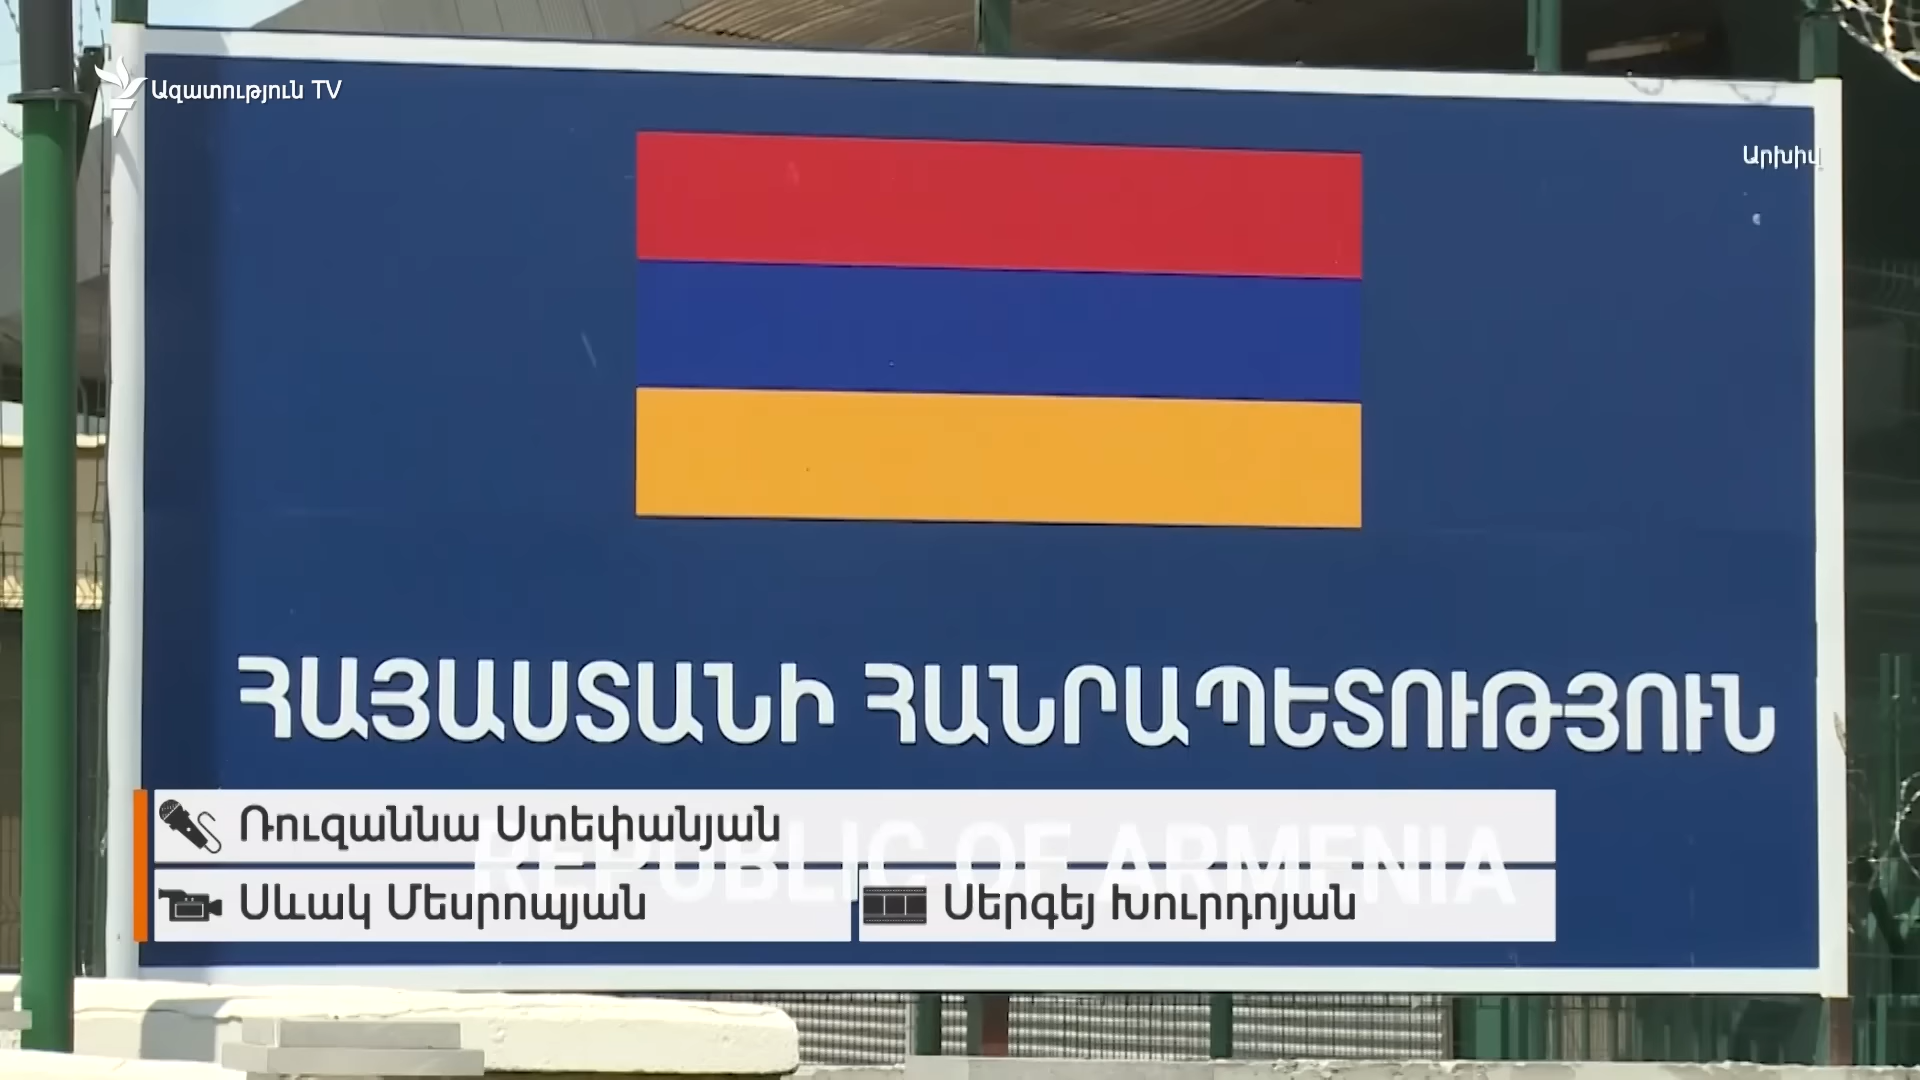 Ազատություն TV
Արխիվ
ՀԱՅԱՍՏԱՆԻ ՀԱՆՐԱՊԵՏՈՒԹՅՈՒՆ
REPUBLIC OF ARMENIA
Ռուզաննա Ստեփանյան
Սևակ Մեսրոպյան
Սերգեյ Խուրդոյան